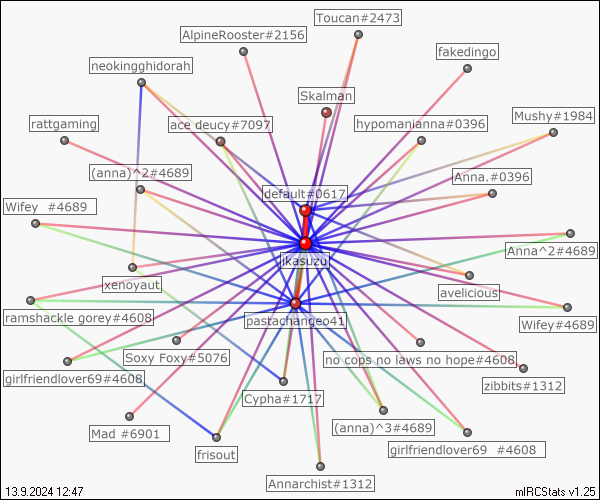 Toucan#2473
AlpineRooster#2156
fakedingo
neokingghidorah
Skalman
Mushy#1984
rattgaming
ace deucy#7097
hypomanianna#0396
(anna)^2#4689
Anna.#0396
default#0617
Wifey #4689
Anna^2#4689
jkasuzu
xenoyaut
avelicious
ramshackle gorey#4608
pastachangeo41
Wifey#4689
Soxy Foxy#5076
no cops no laws no hope#4608
girlfriendlover69#4608
zibbits#1312
Cypha#1717
Mad #6901
(anna)^3#4689
frisout
girlfriendlover69 #4608
Annarchist#1312
13.9.2024 12:47
mIRCStats v1.25